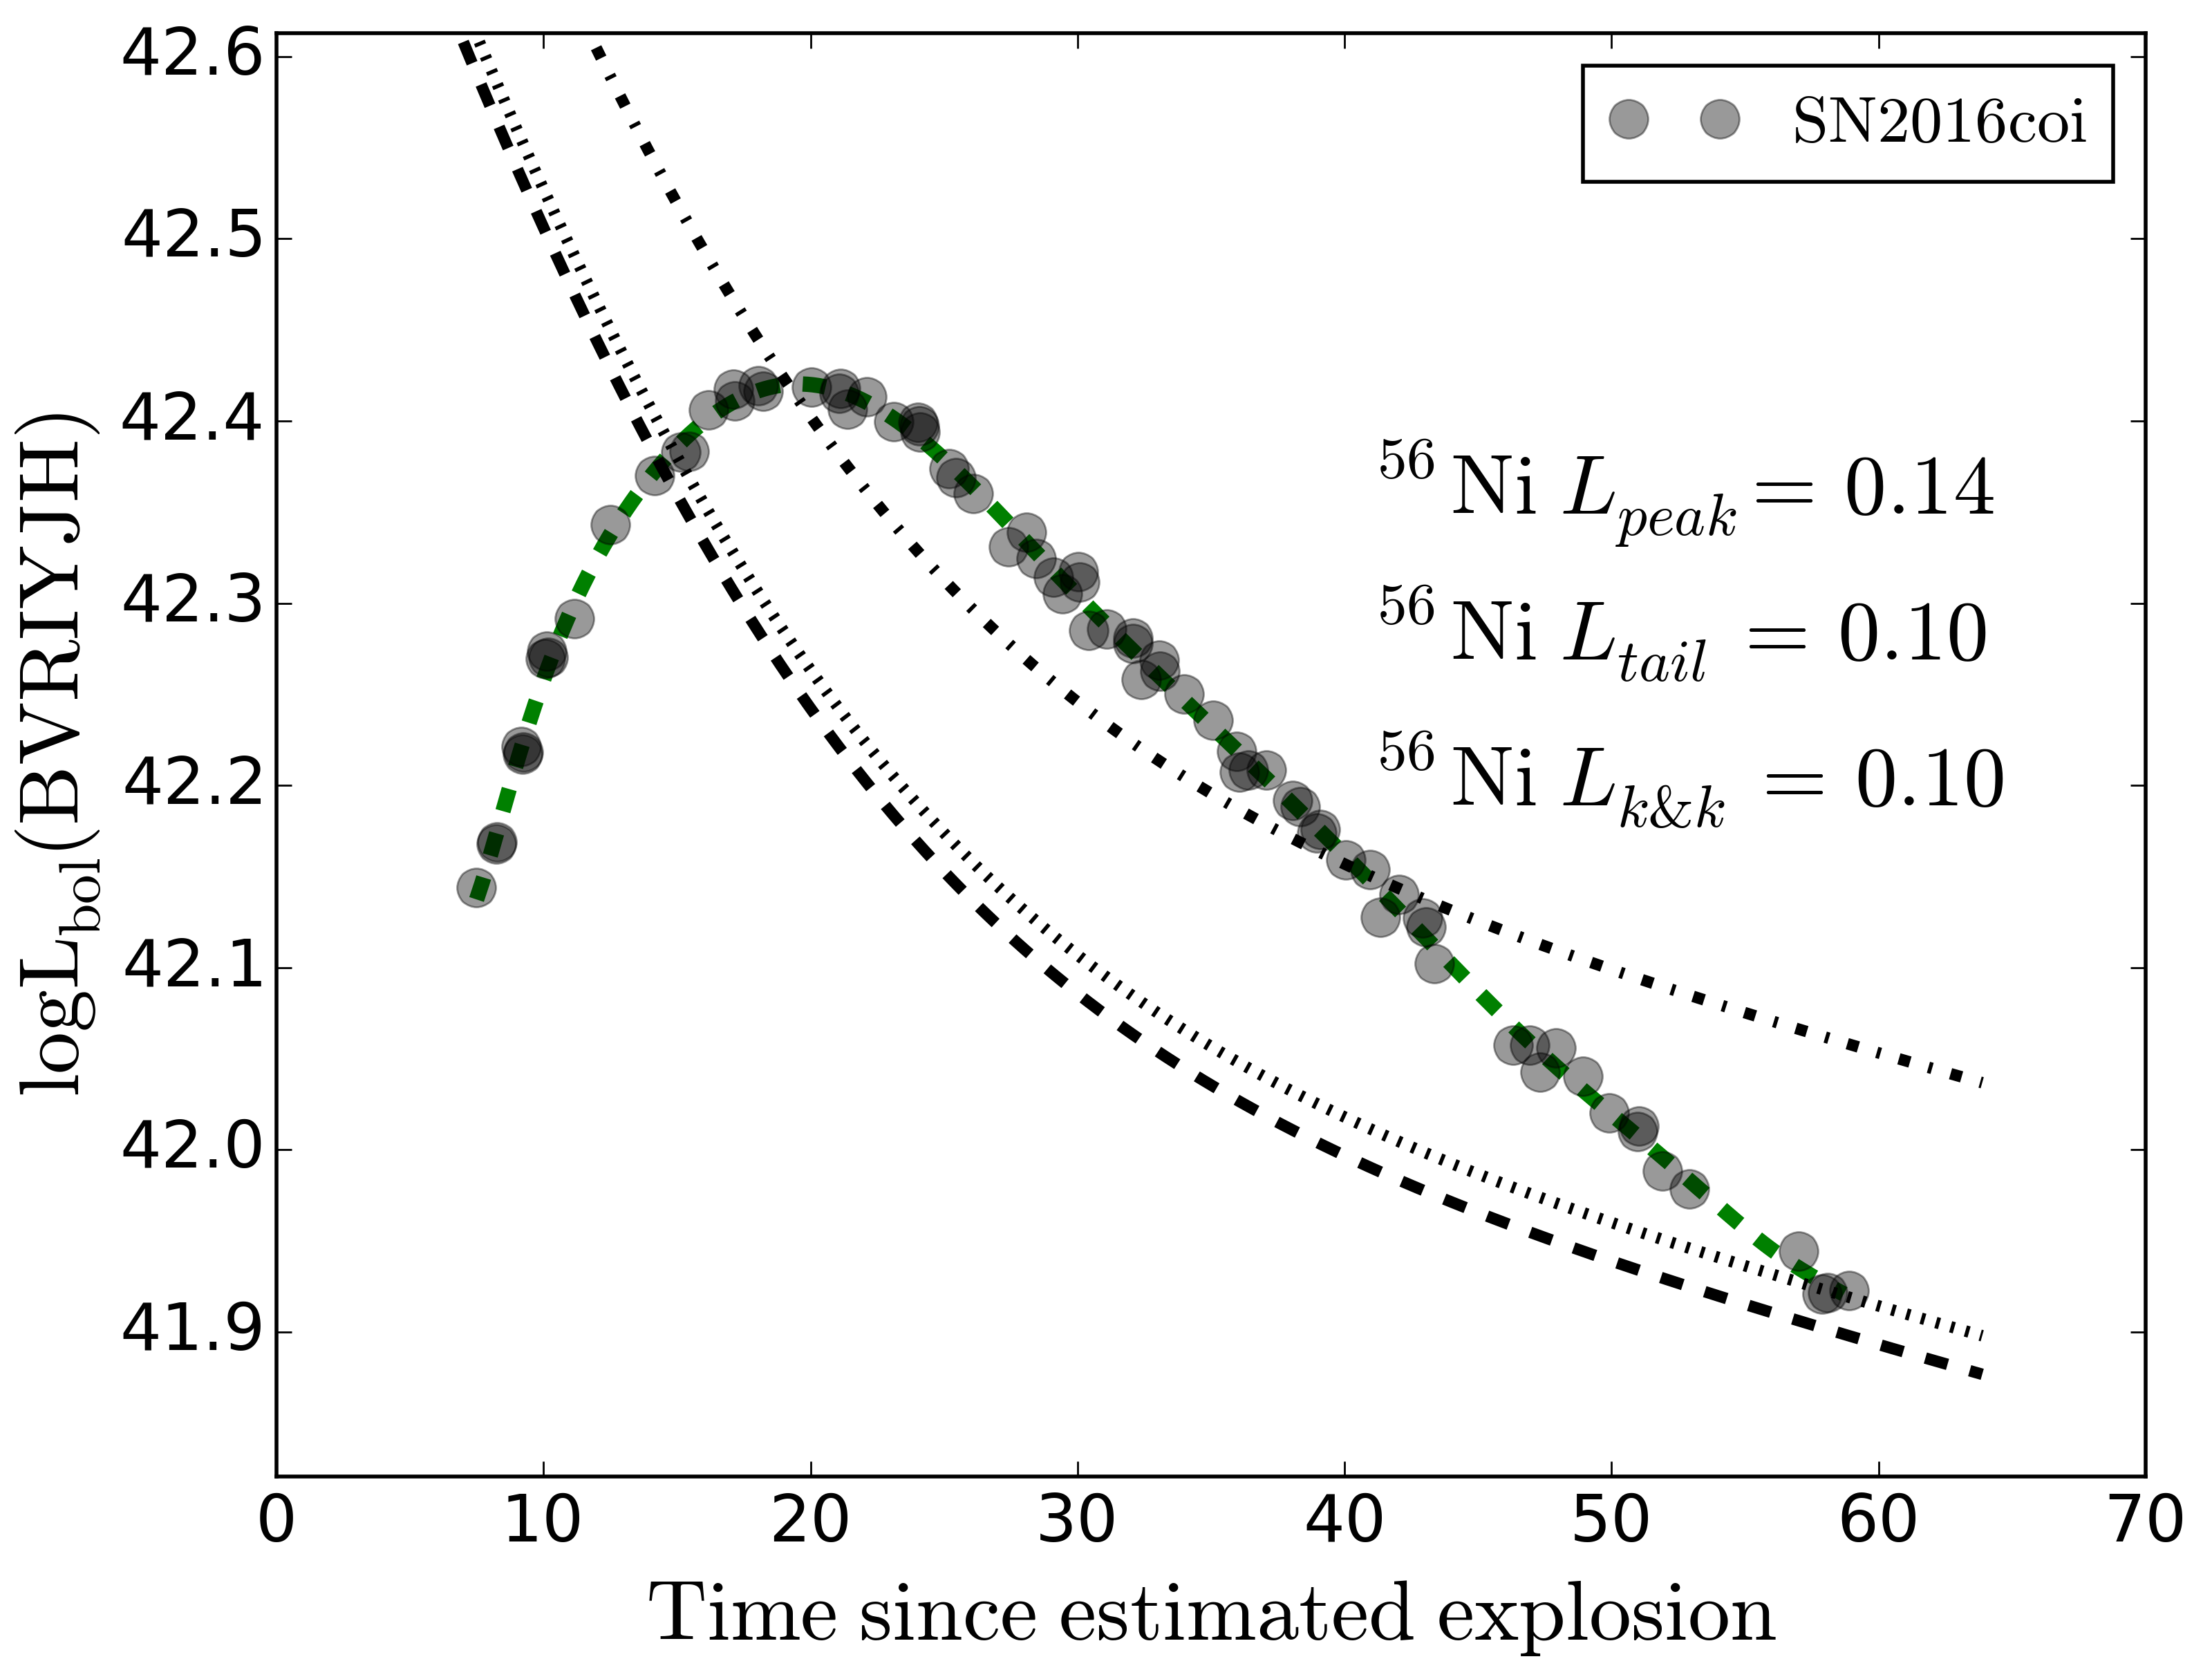 42.6
42.5
42.4
42.3
42.2
42.1
42.0
41.9
logL_bol(BVRIYJH)
SN2016coi
^56Ni L_peak = 0.14
^56Ni L_tail = 0.10
^56Ni L_k&k = 0.10
0 10 20 30 40 50 60 70
Time since estimated explosion